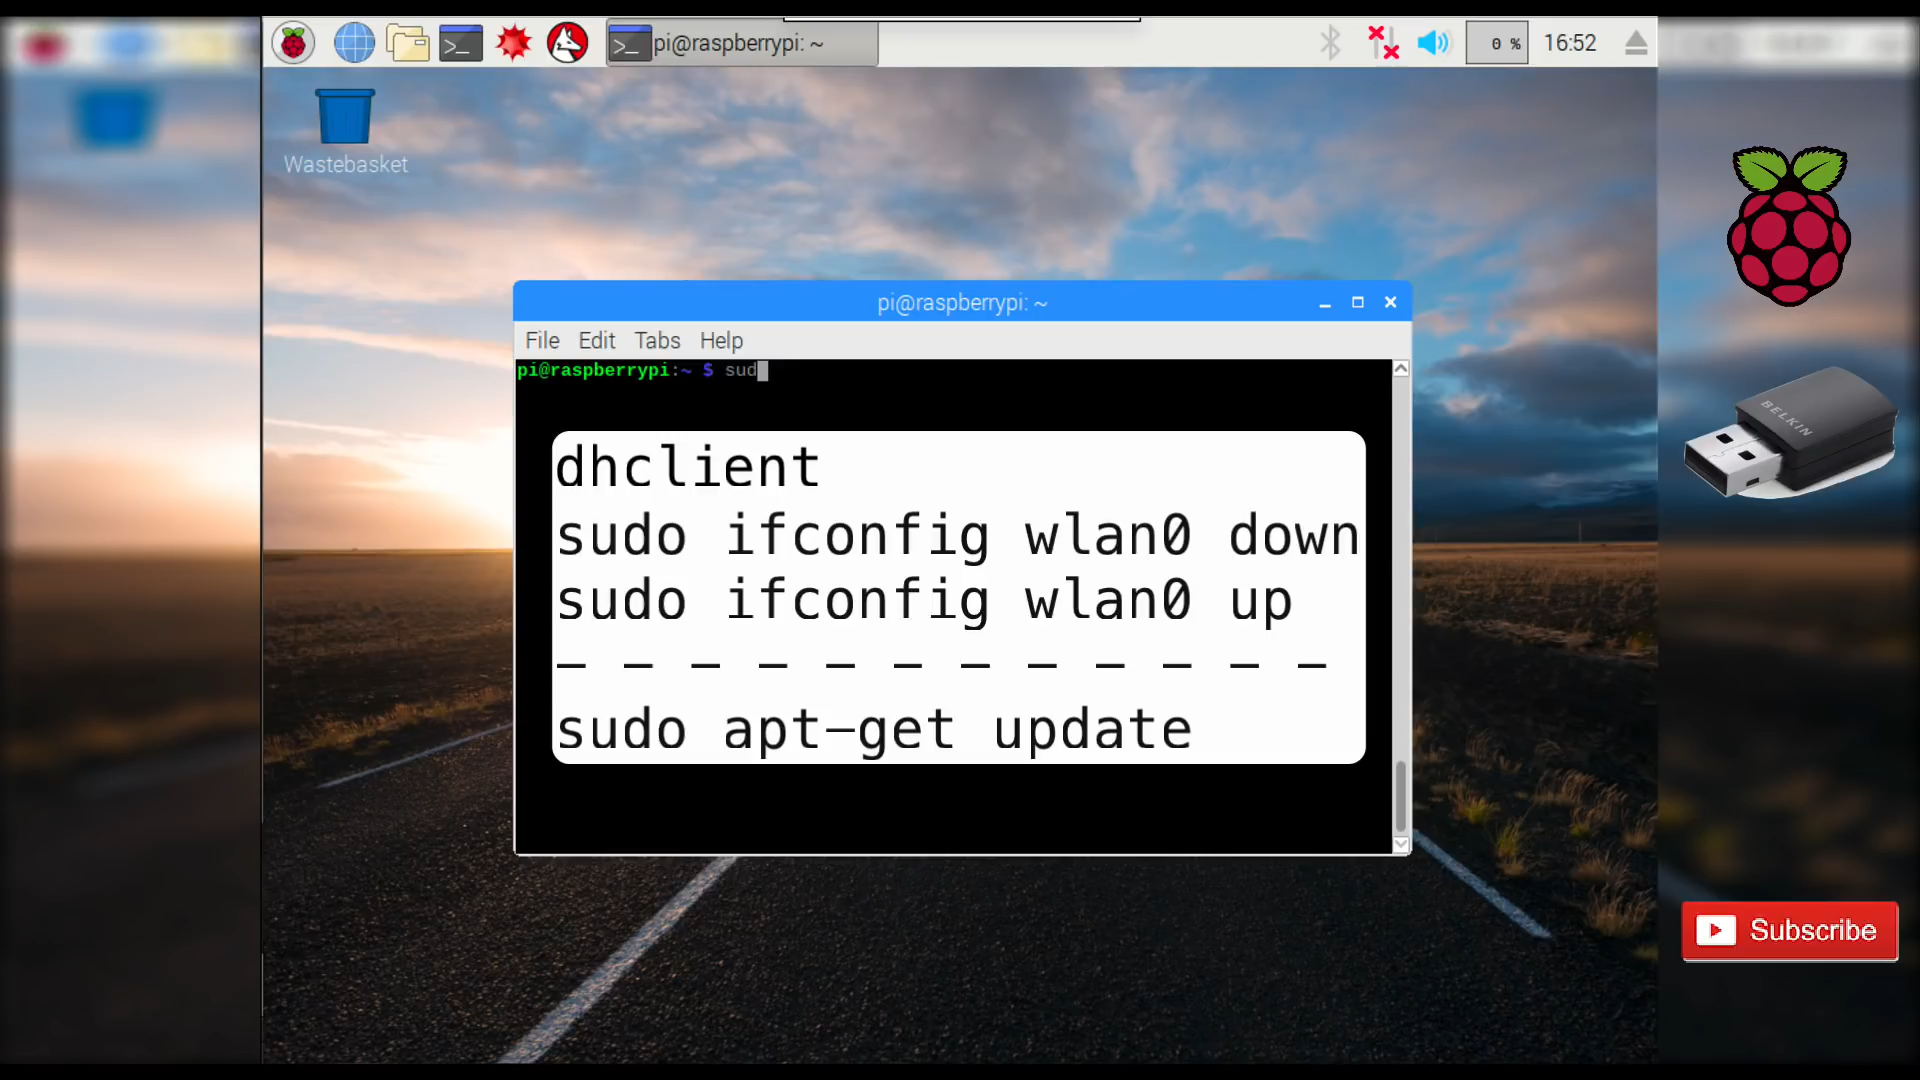 pi@raspberrypi: ~
0 %
16:52
Wastebasket
pi@raspberrypi: ~
File Edit Tabs Help
pi@raspberrypi:~ $ sud
dhclient
sudo ifconfig wlan0 down
sudo ifconfig wlan0 up
— — — — — — — — — — — —
sudo apt-get update
BELKIN
Subscribe